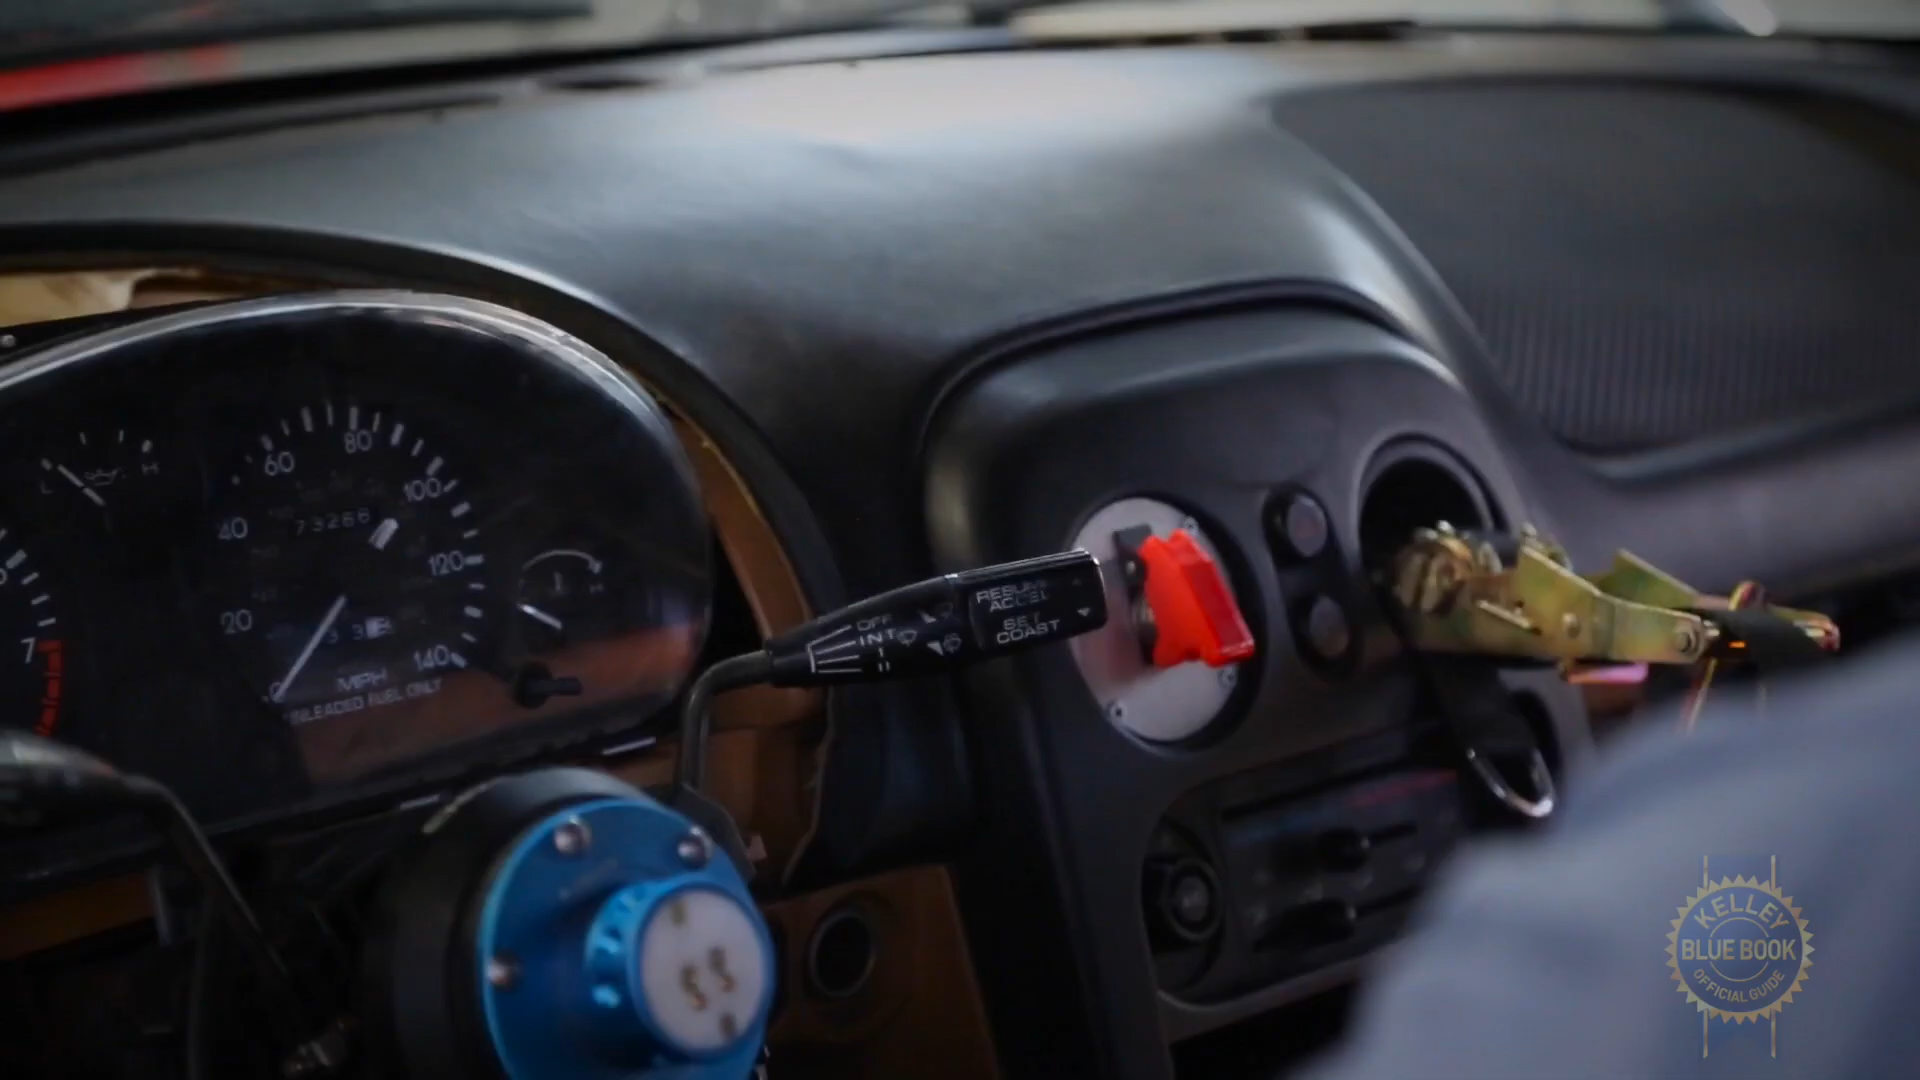 L
H
60
80
40
100
73266
120
20
140
7
MPH
UNLEADED FUEL ONLY
H
OFF
INT
RESUME
ACCEL
SET
COAST
KELLEY
BLUE BOOK
OFFICIAL GUIDE